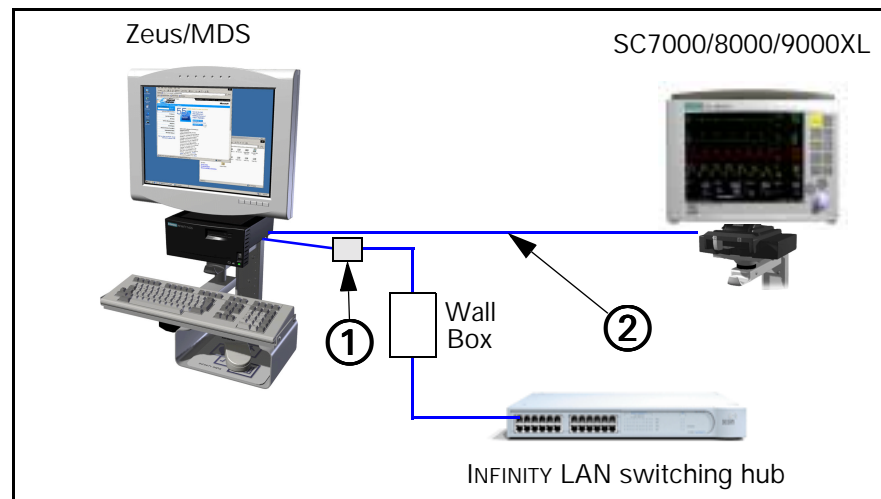 Zeus/MDS
SC7000/8000/9000XL
1
2
Wall
Box
INFINITY LAN switching hub